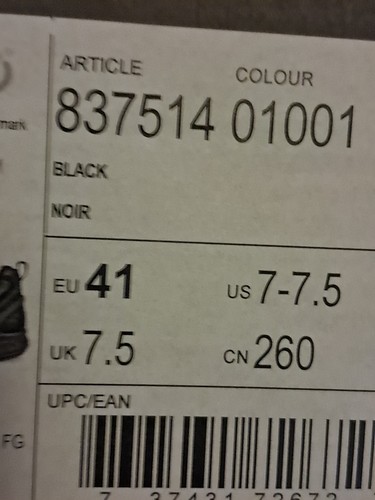 ARTICLE COLOUR
837514 01001
BLACK
NOIR
EU 41 US 7-7.5
UK 7.5 CN 260
UPC/EAN
FG